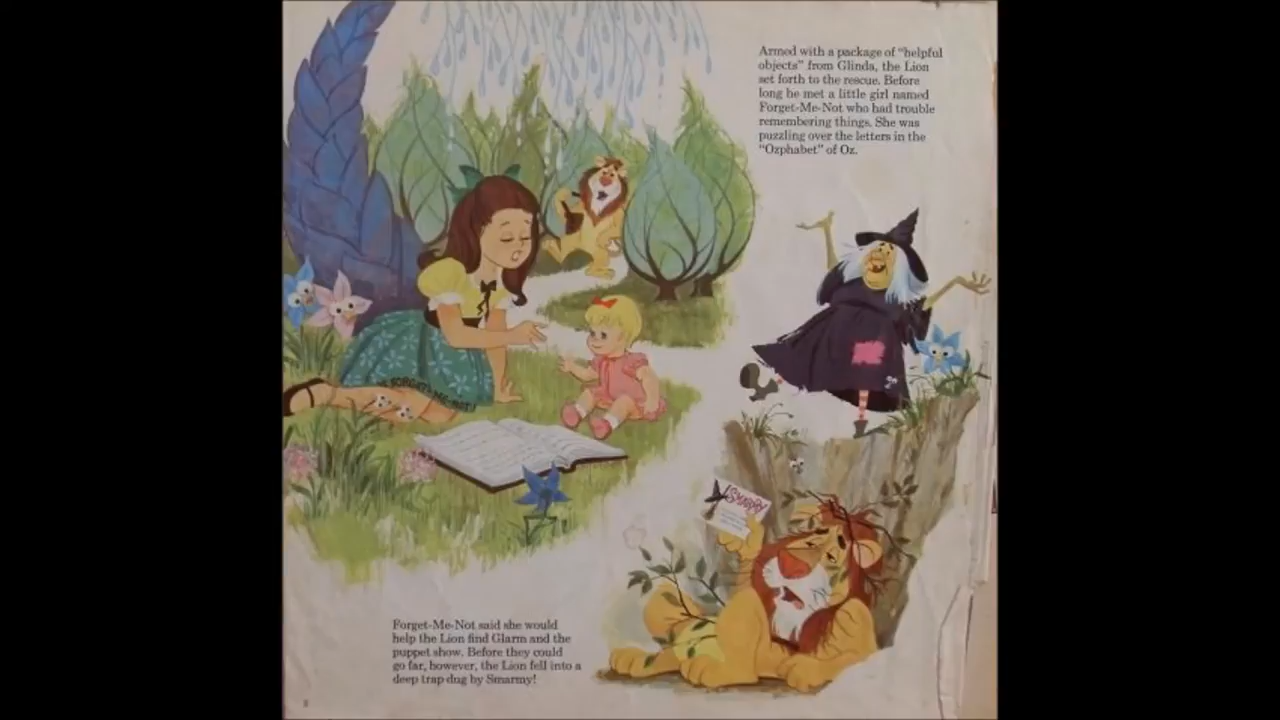 Armed with a package of "helpful
objects" from Glinda, the Lion
set forth to the rescue. Before
long he met a little girl named
Forget-Me-Not who had trouble
remembering things. She was
puzzling over the letters in the
"Ozphabet" of Oz.
FORGET-ME-NOT!
SMARMY
Forget-Me-Not said she would
help the Lion find Glarm and the
puppet show. Before they could
go far, however, the Lion fell into a
deep trap dug by Smarmy!